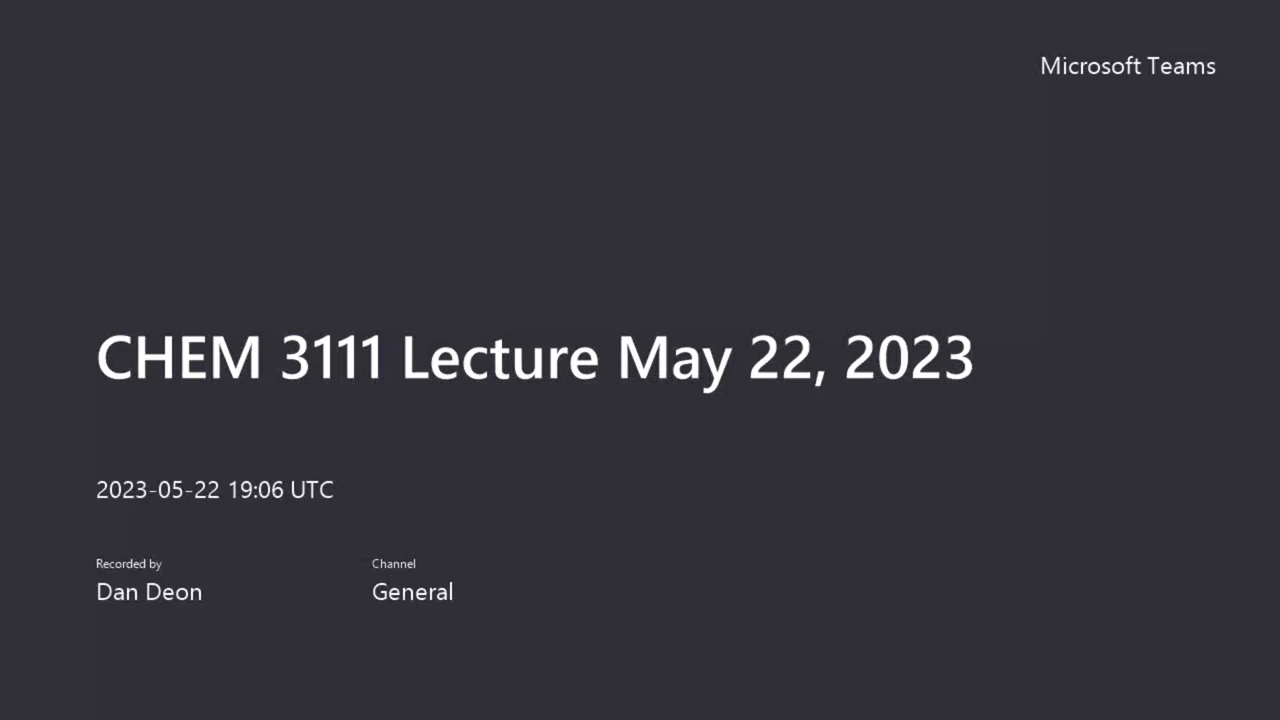 Microsoft Teams
CHEM 3111 Lecture May 22, 2023
2023-05-22 19:06 UTC
Recorded by
Dan Deon
Channel
General